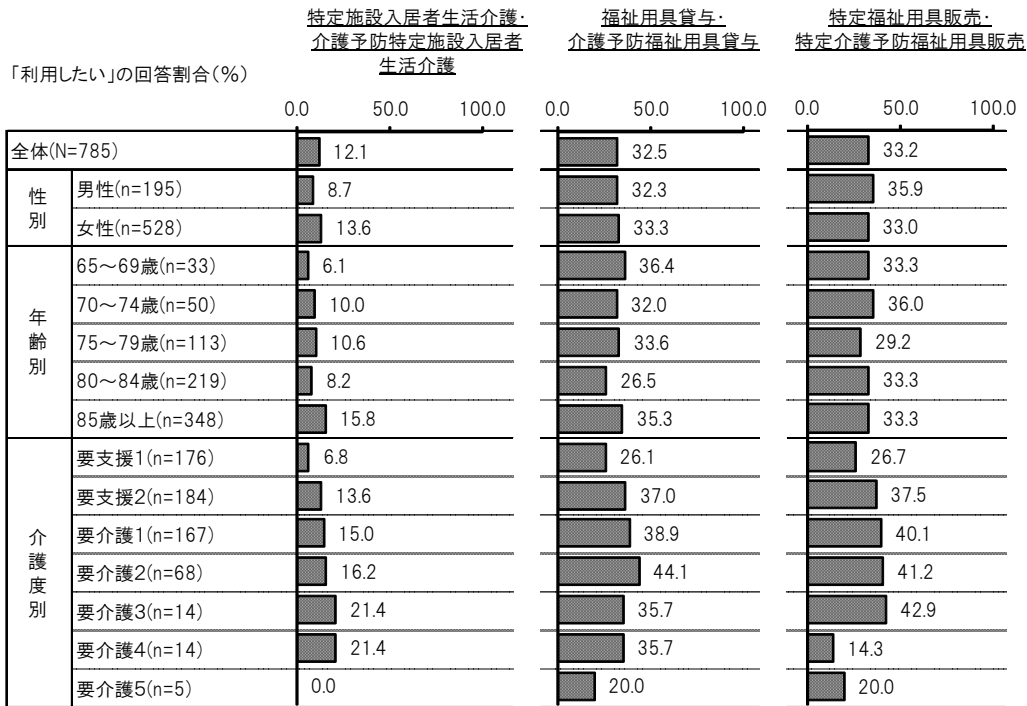 特定施設入居者生活介護・
介護予防特定施設入居者
生活介護
福祉用具貸与・
介護予防福祉用具貸与
特定福祉用具販売・
特定介護予防福祉用具販売
「利用したい」の回答割合(%)
0.0 50.0 100.0 0.0 50.0 100.0 0.0 50.0 100.0
全体(N=785) 12.1 32.5 33.2
性別
男性(n=195) 8.7 32.3 35.9
女性(n=528) 13.6 33.3 33.0
年齢別
65～69歳(n=33) 6.1 36.4 33.3
70～74歳(n=50) 10.0 32.0 36.0
75～79歳(n=113) 10.6 33.6 29.2
80～84歳(n=219) 8.2 26.5 33.3
85歳以上(n=348) 15.8 35.3 33.3
介護度別
要支援1(n=176) 6.8 26.1 26.7
要支援2(n=184) 13.6 37.0 37.5
要介護1(n=167) 15.0 38.9 40.1
要介護2(n=68) 16.2 44.1 41.2
要介護3(n=14) 21.4 35.7 42.9
要介護4(n=14) 21.4 35.7 14.3
要介護5(n=5) 0.0 20.0 20.0